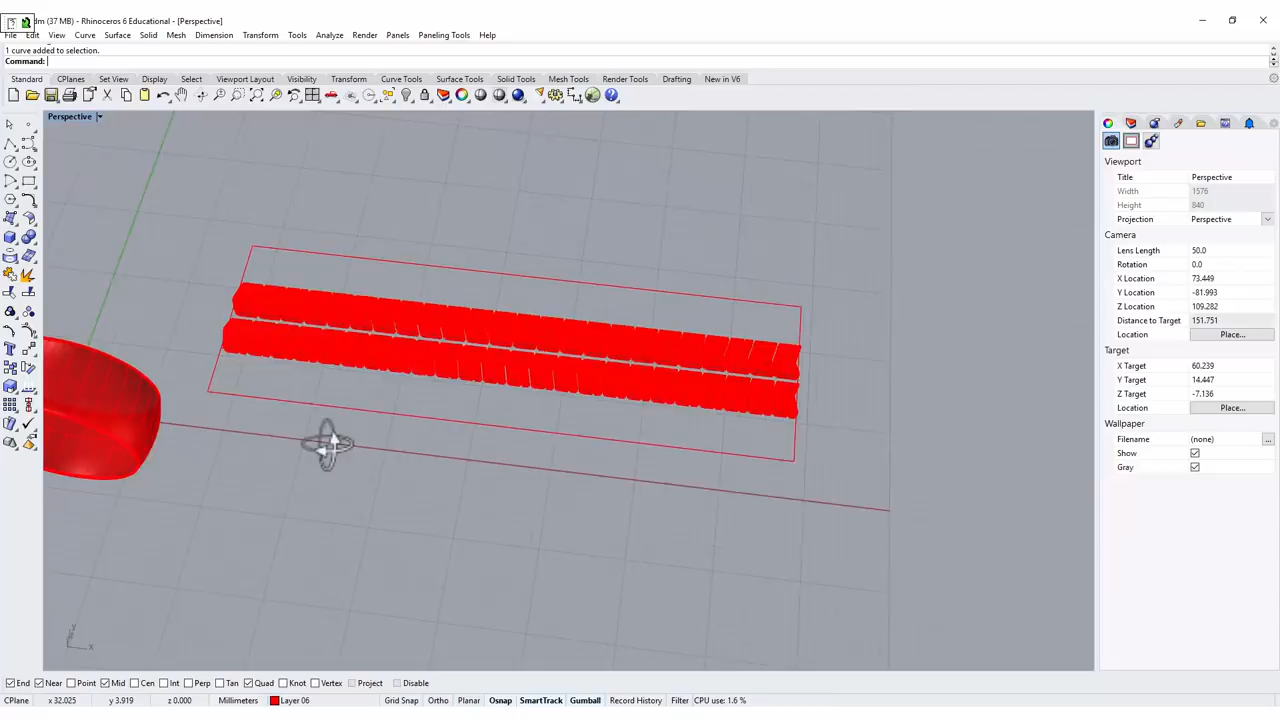 dm (37 MB) - Rhinoceros 6 Educational - [Perspective]
File Edit View Curve Surface Solid Mesh Dimension Transform Tools Analyze Render Panels Paneling Tools Help
1 curve added to selection.
Command:
Standard CPlanes Set View Display Select Viewport Layout Visibility Transform Curve Tools Surface Tools Solid Tools Mesh Tools Render Tools Drafting New in V6
Perspective
Viewport
Title Perspective
Width 1576
Height 840
Projection Perspective
Camera
Lens Length 50.0
Rotation 0.0
X Location 73.449
Y Location -81.993
Z Location 109.282
Distance to Target 151.751
Location Place...
Target
X Target 60.239
Y Target 14.447
Z Target -7.136
Location Place...
Wallpaper
Filename (none) ...
Show
Gray
y
x
End Near Point Mid Cen Int Perp Tan Quad Knot Vertex Project Disable
CPlane x 32.025 y 3.919 z 0.000 Millimeters Layer 06 Grid Snap Ortho Planar Osnap SmartTrack Gumball Record History Filter CPU use: 1.6 %